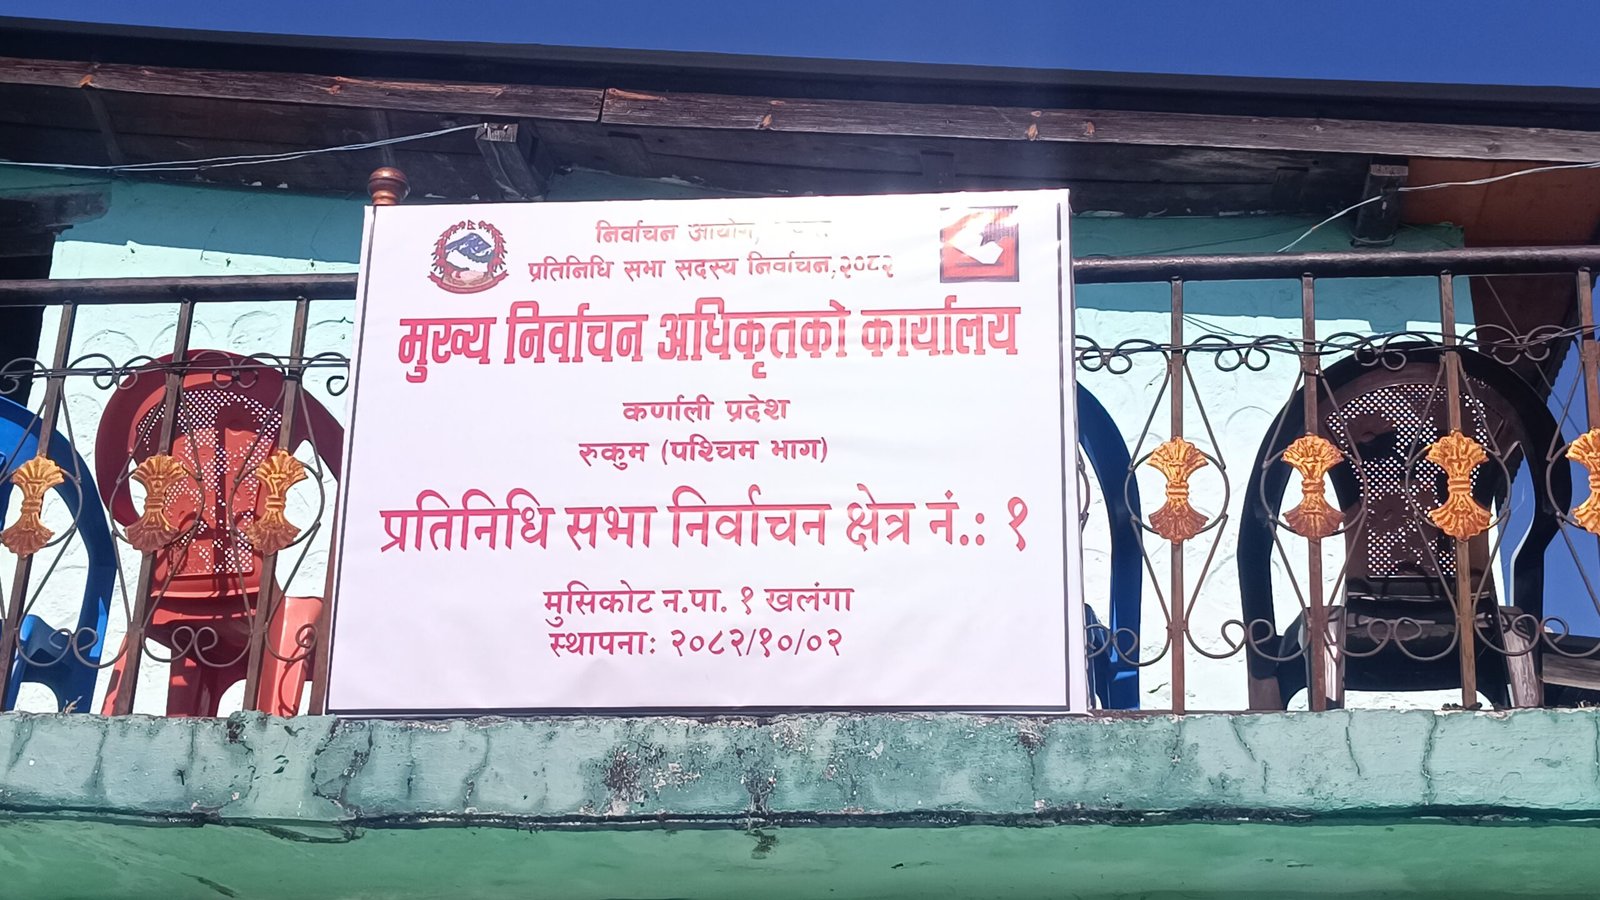 निर्वाचन आयोग,
प्रतिनिधि सभा सदस्य निर्वाचन,२०८२
मुख्य निर्वाचन अधिकृतको कार्यालय
कर्णाली प्रदेश
रुकुम (पश्चिम भाग)
प्रतिनिधि सभा निर्वाचन क्षेत्र नं.: १
मुसिकोट न.पा. १ खलंगा
स्थापनाः २०८२/१०/०२